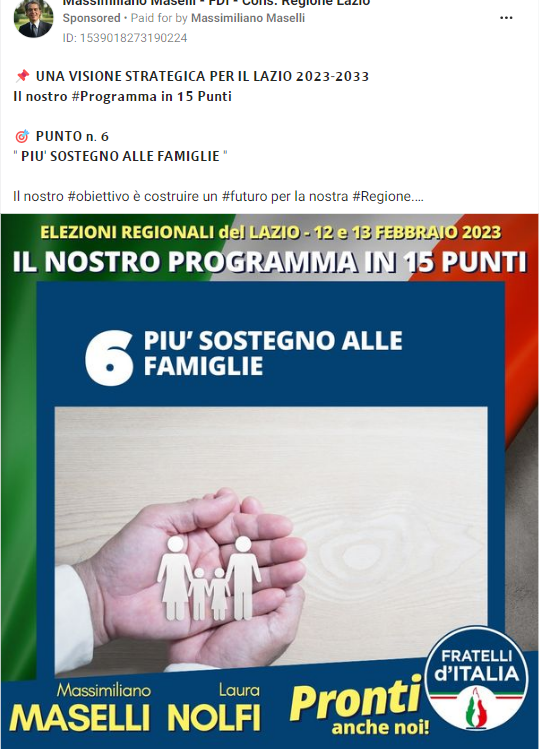 Massimiliano Maselli - FDI - Cons. Regione Lazio
Sponsored • Paid for by Massimiliano Maselli
ID: 1539018273190224
📌 UNA VISIONE STRATEGICA PER IL LAZIO 2023-2033
Il nostro #Programma in 15 Punti
🎯 PUNTO n. 6
" PIU' SOSTEGNO ALLE FAMIGLIE "
Il nostro #obiettivo è costruire un #futuro per la nostra #Regione....
ELEZIONI REGIONALI del LAZIO - 12 e 13 FEBBRAIO 2023
IL NOSTRO PROGRAMMA IN 15 PUNTI
6 PIU' SOSTEGNO ALLE
FAMIGLIE
Massimiliano
MASELLI
Laura
NOLFI
Pronti
anche noi!
FRATELLI
d'ITALIA